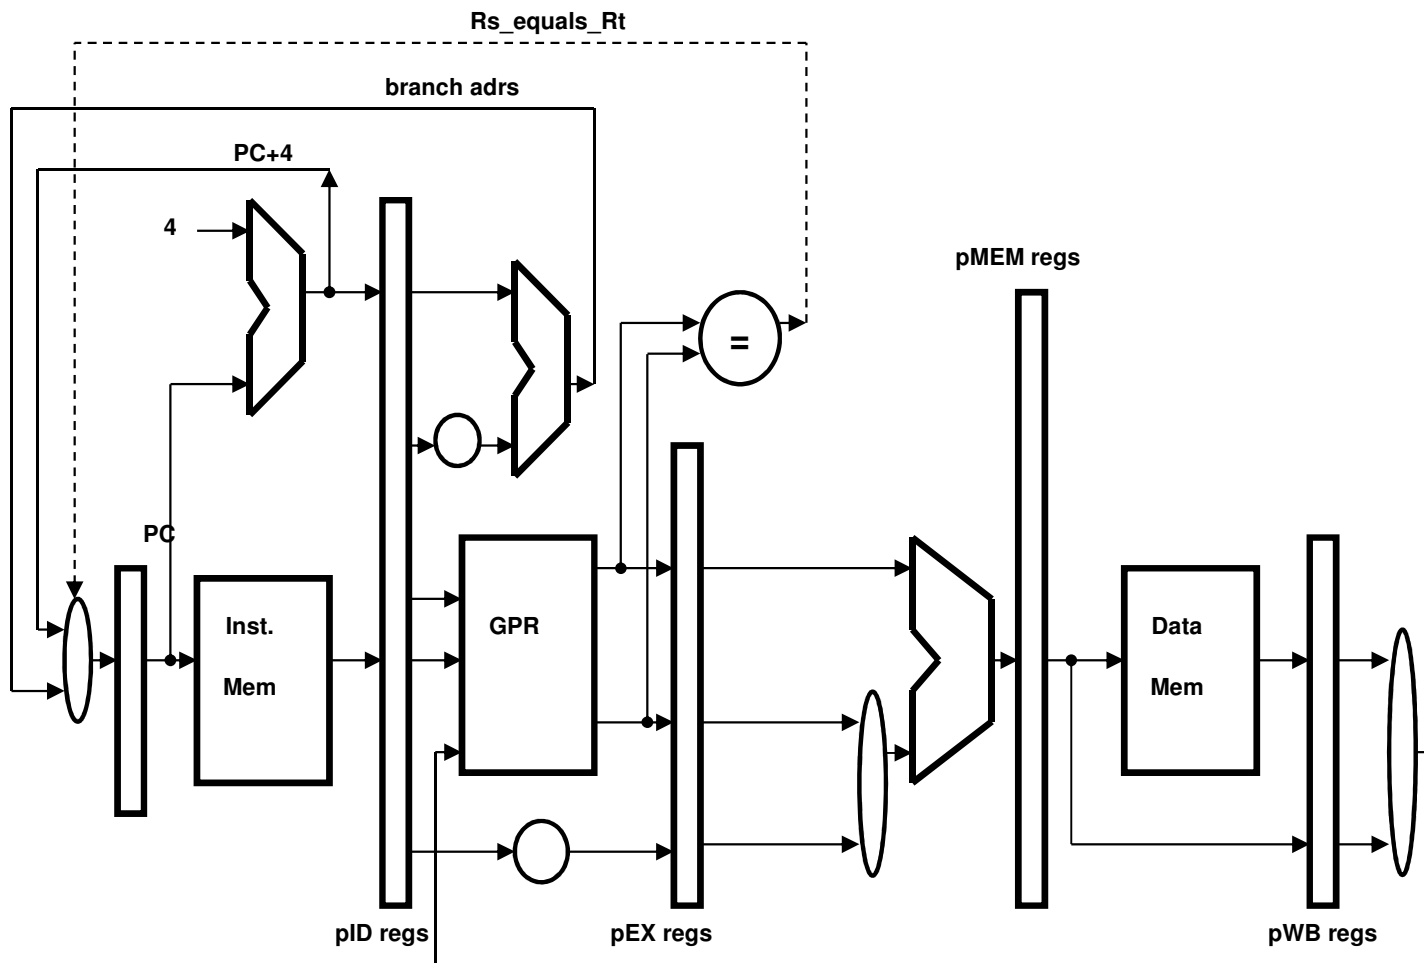 Rs_equals_Rt
branch adrs
PC+4
4
pMEM regs
=
PC
Inst.
Mem
GPR
Data
Mem
pID regs
pEX regs
pWB regs